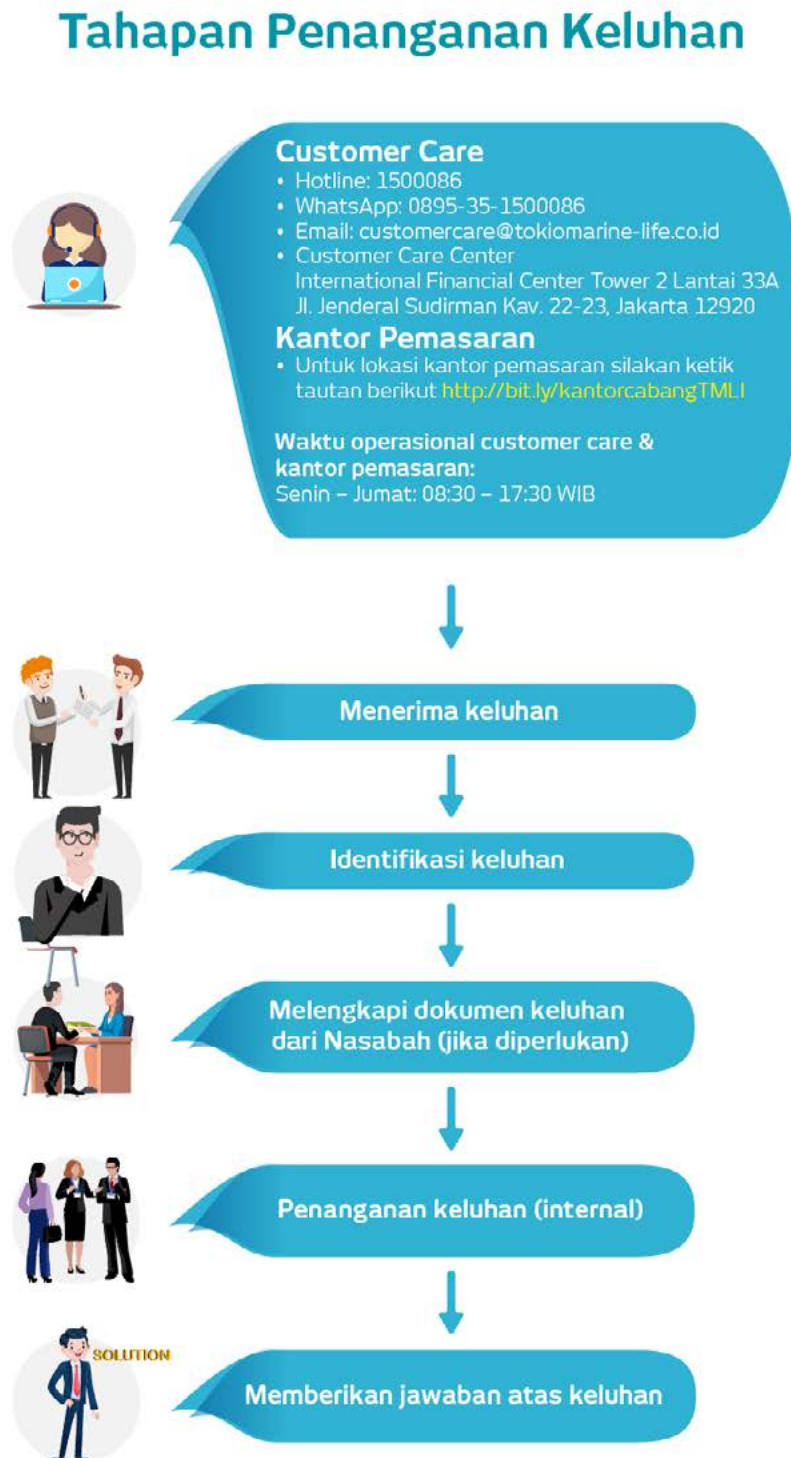 Tahapan Penanganan Keluhan
Customer Care
• Hotline: 1500086
• WhatsApp: 0895-35-1500086
• Email: customercare@tokiomarine-life.co.id
• Customer Care Center
International Financial Center Tower 2 Lantai 33A
Jl. Jenderal Sudirman Kav. 22-23, Jakarta 12920
Kantor Pemasaran
• Untuk lokasi kantor pemasaran silakan ketik
tautan berikut http://bit.ly/kantorcabangTMLI
Waktu operasional customer care &
kantor pemasaran:
Senin – Jumat: 08:30 – 17:30 WIB
Menerima keluhan
Identifikasi keluhan
Melengkapi dokumen keluhan
dari Nasabah (jika diperlukan)
Penanganan keluhan (internal)
SOLUTION
Memberikan jawaban atas keluhan